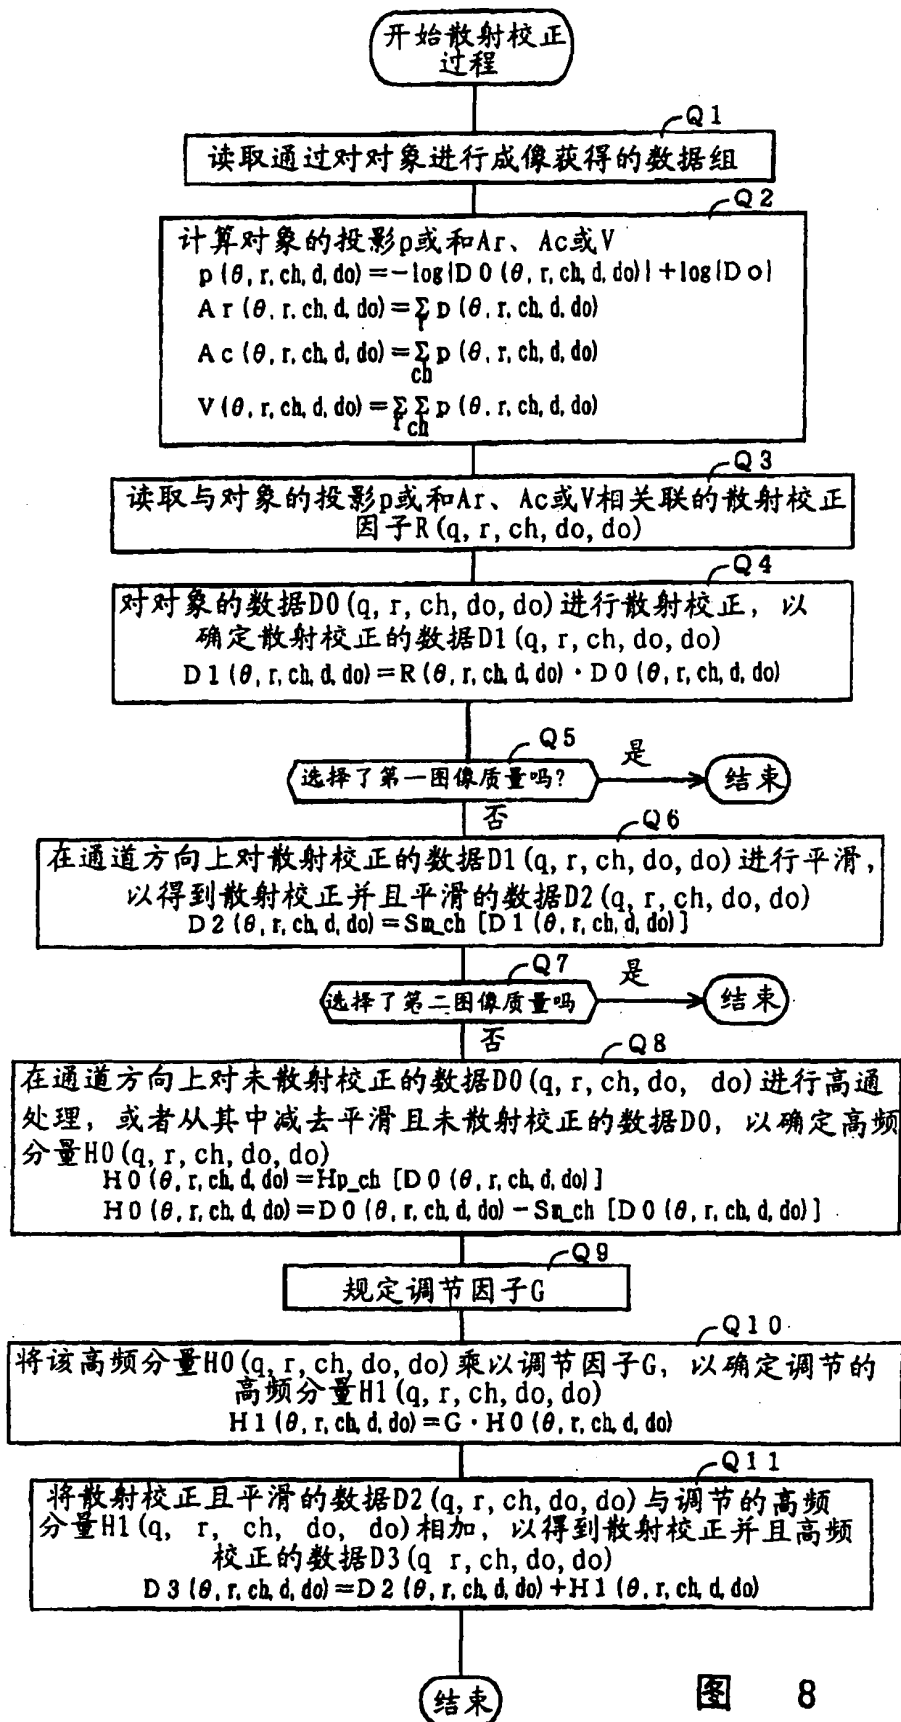 开始散射校正
过程
Q1
读取通过对对象进行成像获得的数据组
Q2
计算对象的投影p或和Ar、Ac或V
p(θ,r,ch,d,do)=-log{D0(θ,r,ch,d,do)}+log{Do}
Ar(θ,r,ch,d,do)=Σp(θ,r,ch,d,do)
r
Ac(θ,r,ch,d,do)=Σp(θ,r,ch,d,do)
ch
V(θ,r,ch,d,do)=ΣΣp(θ,r,ch,d,do)
r ch
Q3
读取与对象的投影p或和Ar、Ac或V相关联的散射校正
因子R(q,r,ch,do,do)
Q4
对对象的数据D0(q,r,ch,do,do)进行散射校正，以
确定散射校正的数据D1(q,r,ch,do,do)
D1(θ,r,ch,d,do)=R(θ,r,ch,d,do)·D0(θ,r,ch,d,do)
Q5
选择了第一图像质量吗?
是
结束
否
Q6
在通道方向上对散射校正的数据D1(q,r,ch,do,do)进行平滑，
以得到散射校正并且平滑的数据D2(q,r,ch,do,do)
D2(θ,r,ch,d,do)=Sm_ch[D1(θ,r,ch,d,do)]
Q7
选择了第二图像质量吗
是
结束
否
Q8
在通道方向上对未散射校正的数据D0(q,r,ch,do, do)进行高通
处理，或者从其中减去平滑且未散射校正的数据D0，以确定高频
分量H0(q,r,ch,do,do)
H0(θ,r,ch,d,do)=Hp_ch[D0(θ,r,ch,d,do)]
H0(θ,r,ch,d,do)=D0(θ,r,ch,d,do)-Sm_ch[D0(θ,r,ch,d,do)]
Q9
规定调节因子G
Q10
将该高频分量H0(q,r,ch,do,do)乘以调节因子G，以确定调节的
高频分量H1(q,r,ch,do,do)
H1(θ,r,ch,d,do)=G·H0(θ,r,ch,d,do)
Q11
将散射校正且平滑的数据D2(q,r,ch,do,do)与调节的高频
分量H1(q, r, ch, do, do)相加，以得到散射校正并且高频
校正的数据D3(q r,ch,do,do)
D3(θ,r,ch,d,do)=D2(θ,r,ch,d,do)+H1(θ,r,ch,d,do)
结束
图 8